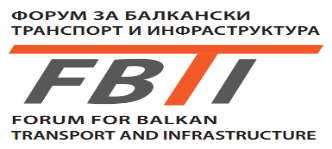 ФОРУМ ЗА БАЛКАНСКИ
ТРАНСПОРТ И ИНФРАСТРУКТУРА
FBTI
FORUM FOR BALKAN
TRANSPORT AND INFRASTRUCTURE